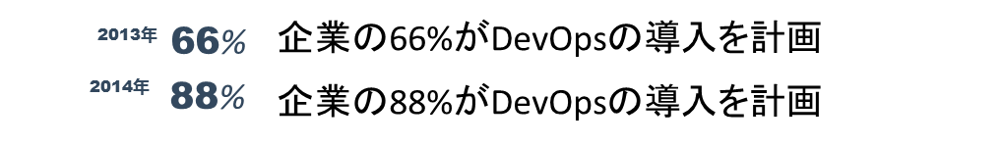 2013年 66% 企業の66%がDevOpsの導入を計画
2014年 88% 企業の88%がDevOpsの導入を計画